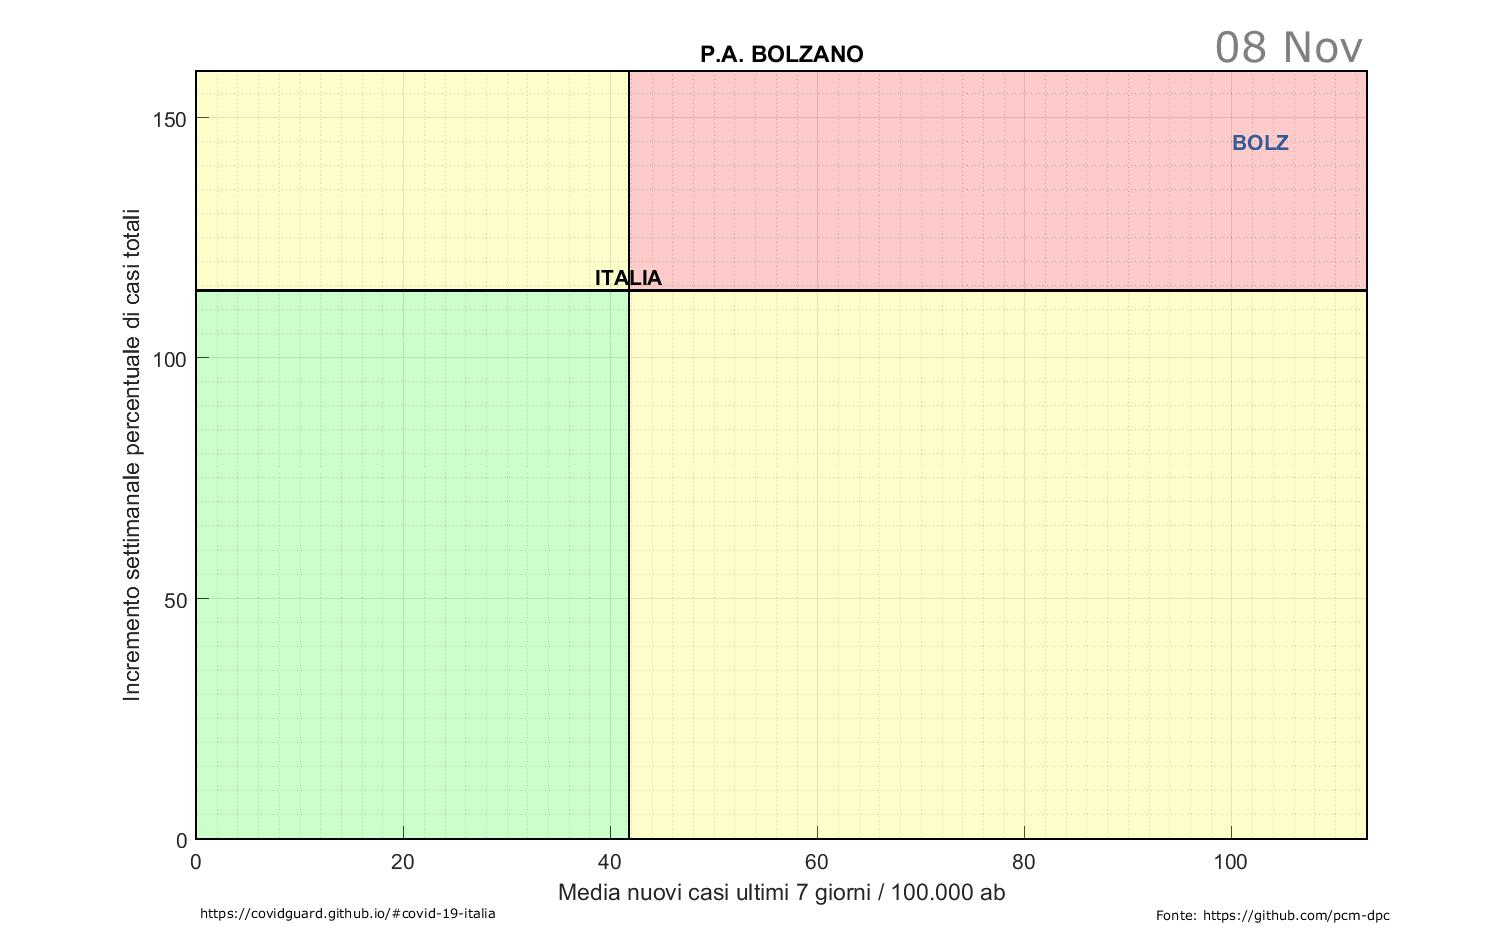 P.A. BOLZANO
08 Nov
150
BOLZ
ITALIA
100
50
0
Incremento settimanale percentuale di casi totali
0 20 40 60 80 100
Media nuovi casi ultimi 7 giorni / 100.000 ab
https://covidguard.github.io/#covid-19-italia
Fonte: https://github.com/pcm-dpc